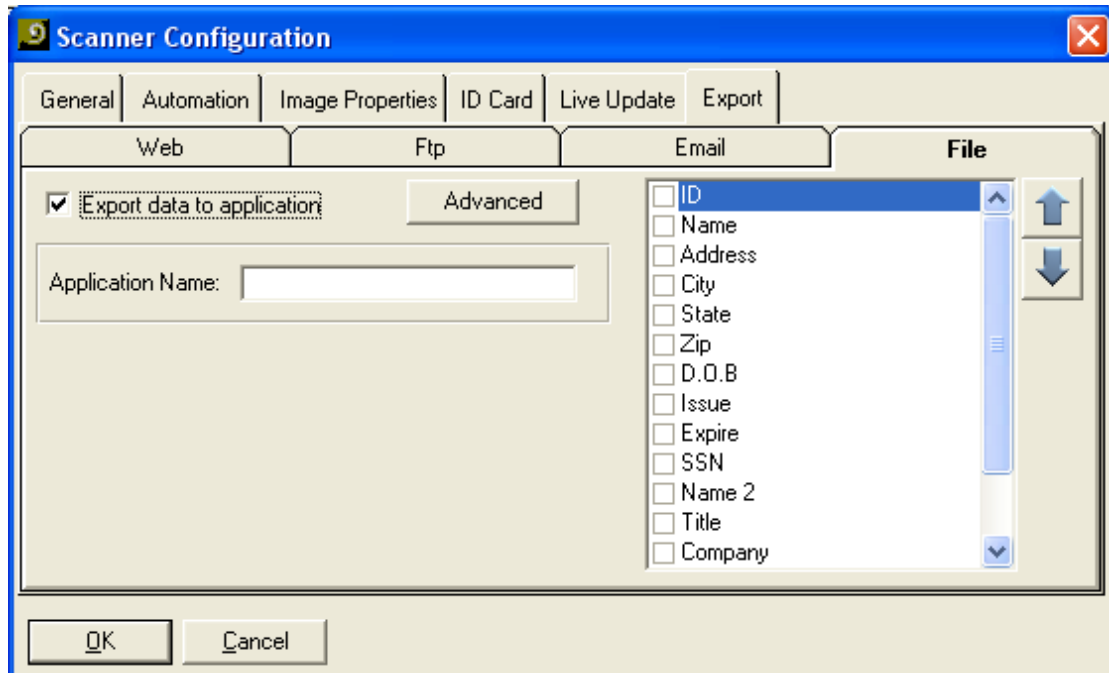 Scanner Configuration
General Automation Image Properties ID Card Live Update Export
Web Ftp Email File
Export data to application Advanced
Application Name:
ID
Name
Address
City
State
Zip
D.O.B
Issue
Expire
SSN
Name 2
Title
Company
OK Cancel